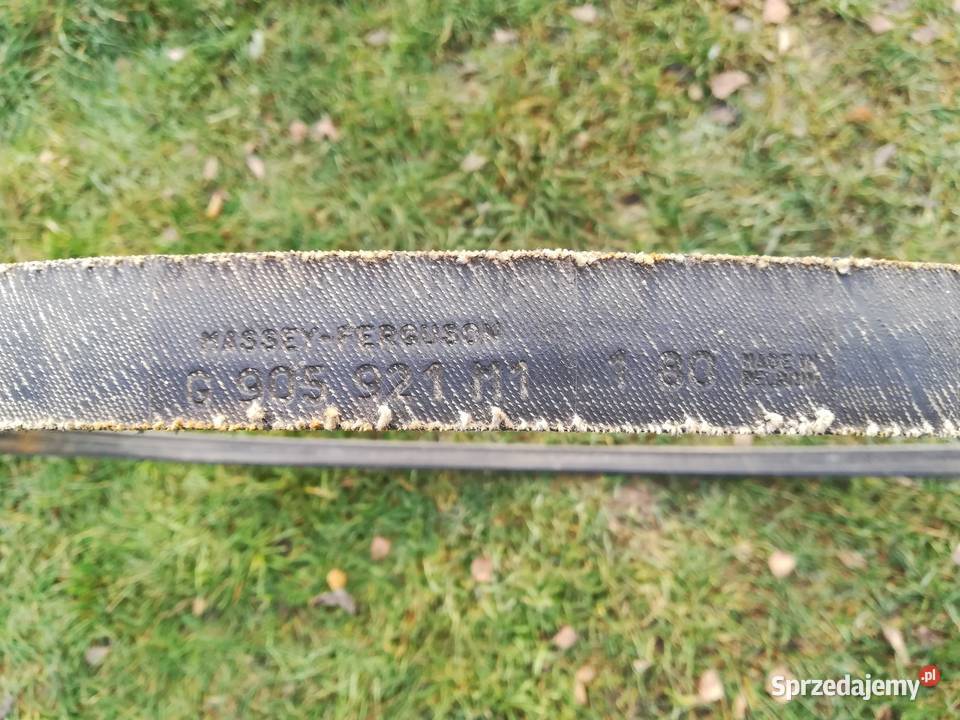 MASSEY-FERGUSON
G 905 921 M1 1 80
MADE IN
BELGIUM
Sprzedajemy.pl